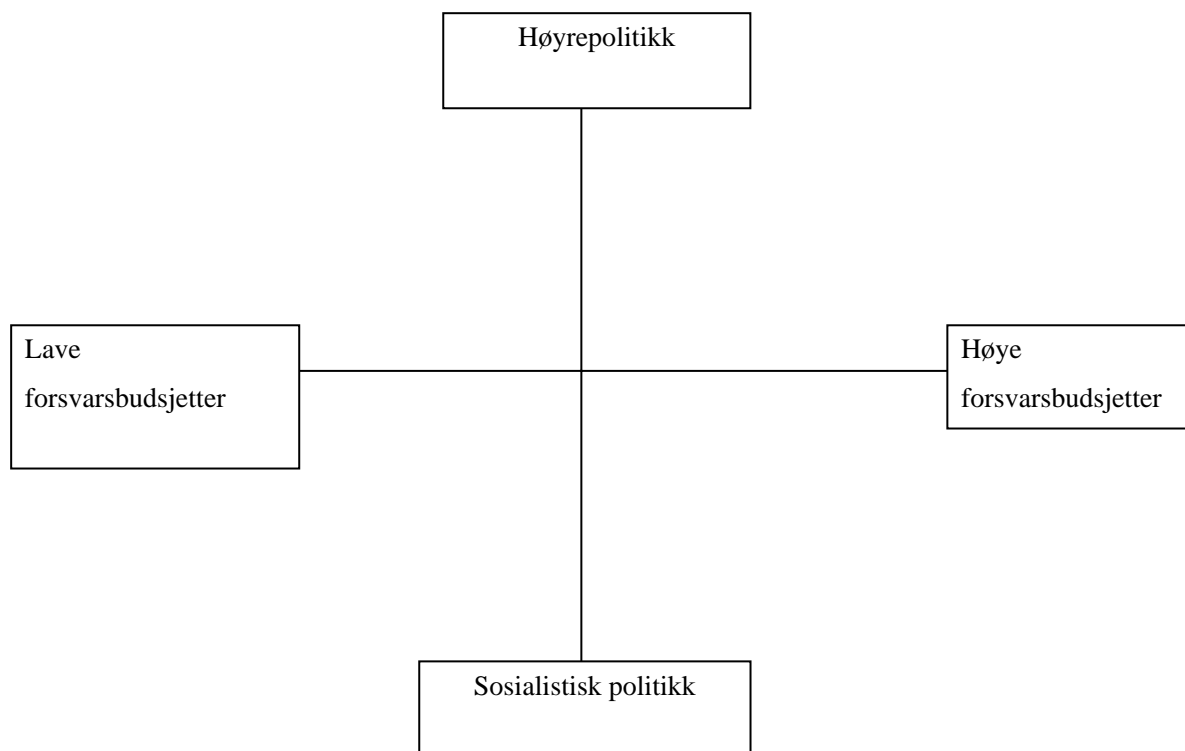 Høyrepolitikk
Lave
forsvarsbudsjetter
Høye
forsvarsbudsjetter
Sosialistisk politikk